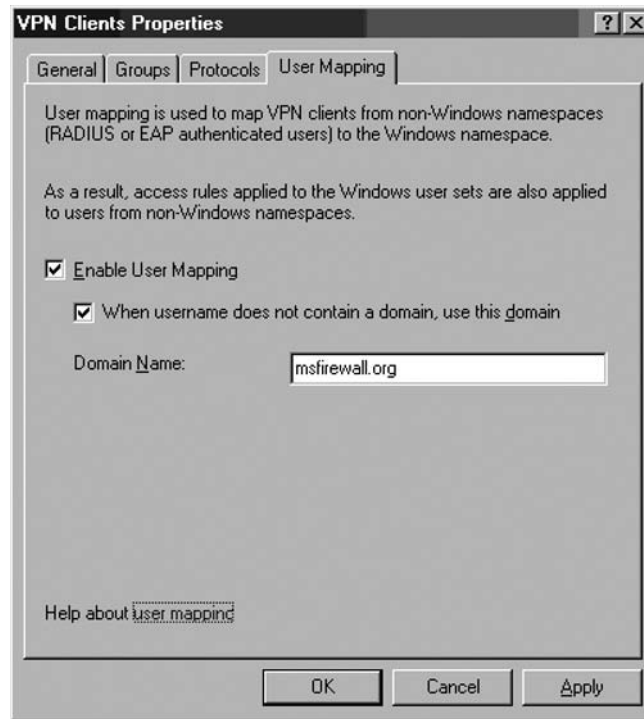 VPN Clients Properties
General Groups Protocols User Mapping
User mapping is used to map VPN clients from non-Windows namespaces
(RADIUS or EAP authenticated users) to the Windows namespace.
As a result, access rules applied to the Windows user sets are also applied
to users from non-Windows namespaces.
Enable User Mapping
When username does not contain a domain, use this domain
Domain Name: msfirewall.org
Help about user mapping
OK Cancel Apply